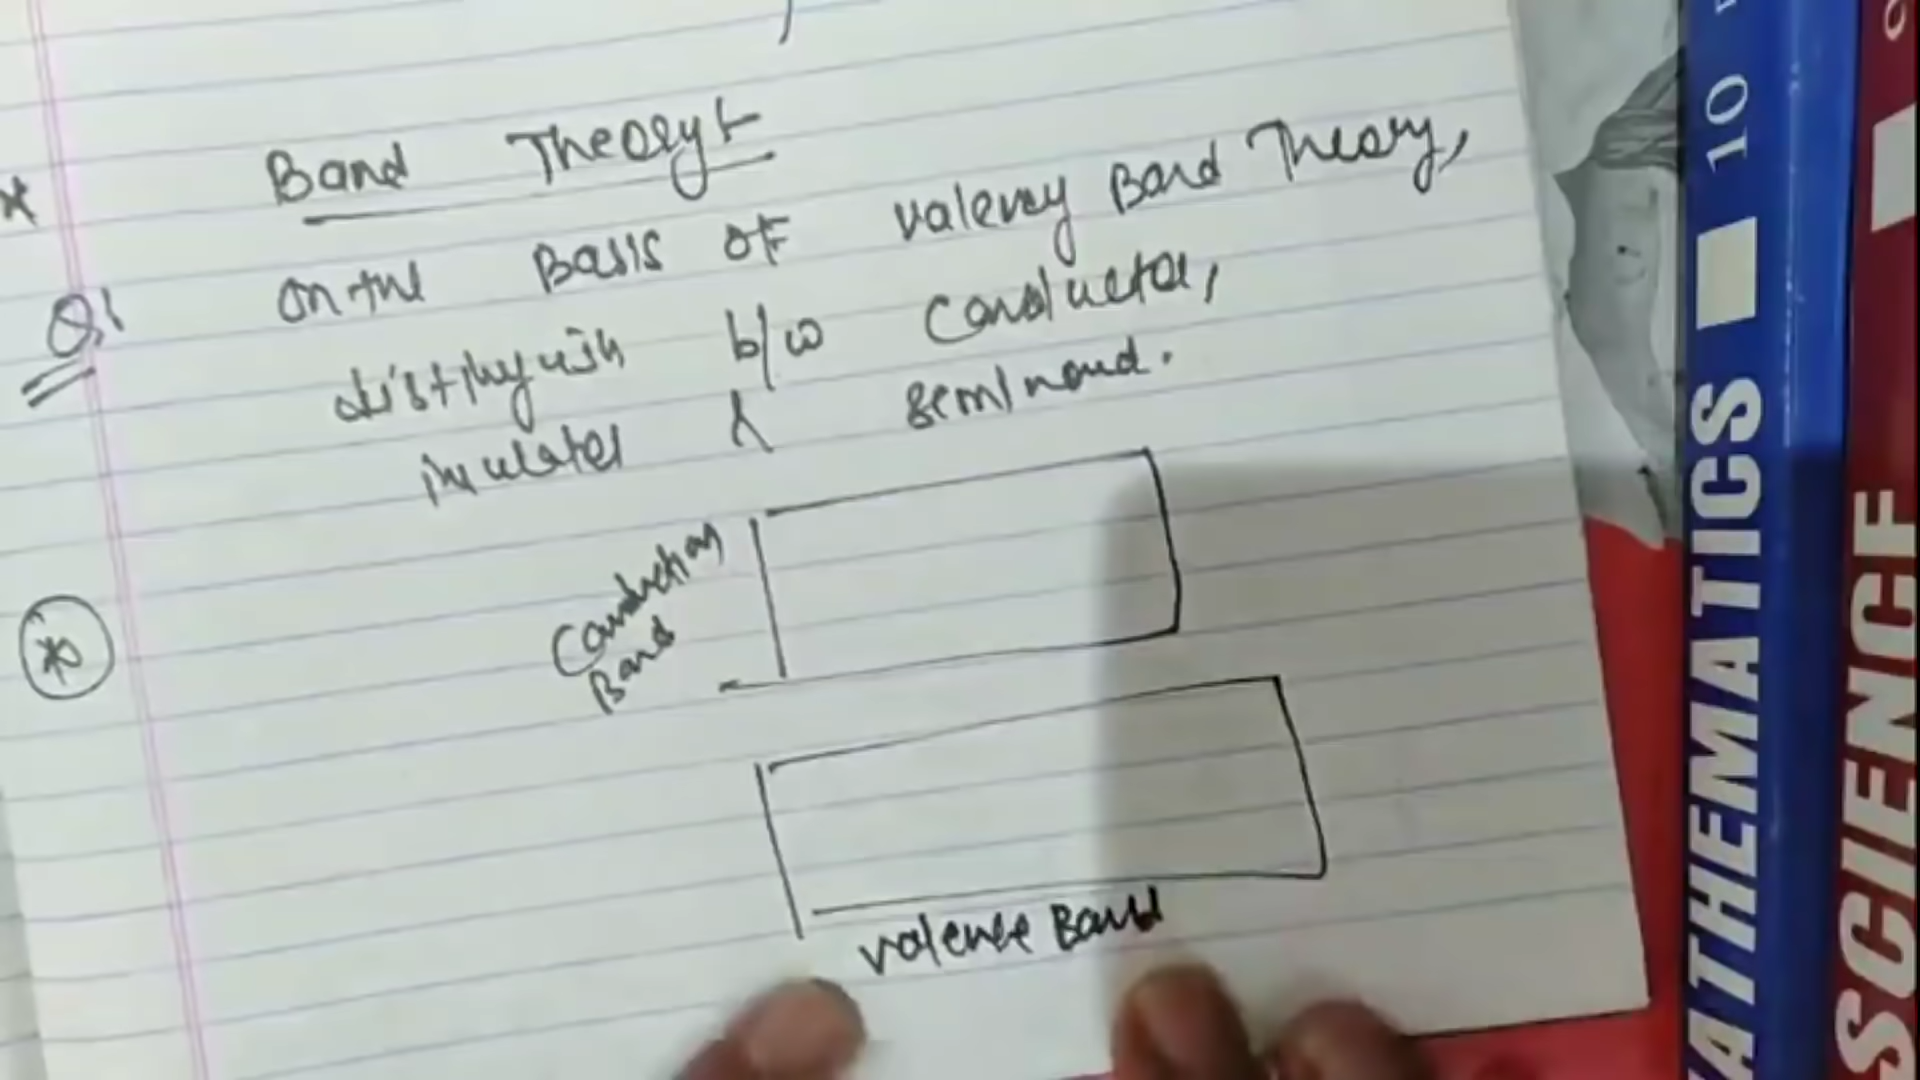 * Band Theory :-
Q.1 on the Basis of valency Band Theory,
distinguish b/w conductor,
insulator & semicond.
Conduction
Band
valence Band
10
MATHEMATICS
SCIENCE